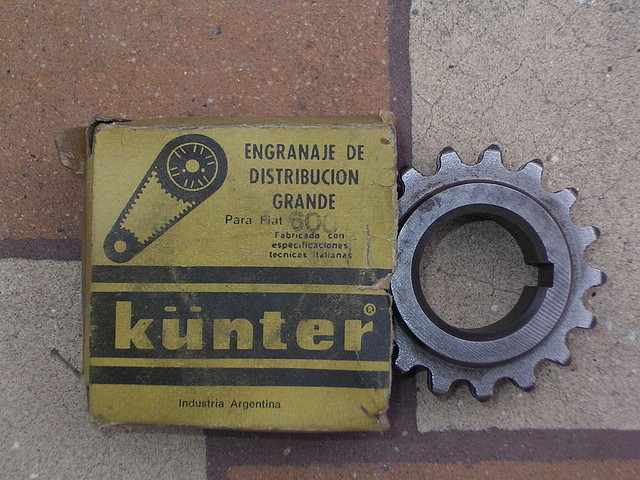 ENGRANAJE DE
DISTRIBUCION
GRANDE
Para Fiat 600
Fabricado con
especificaciones
tecnicas italianas
künter®
Industria Argentina